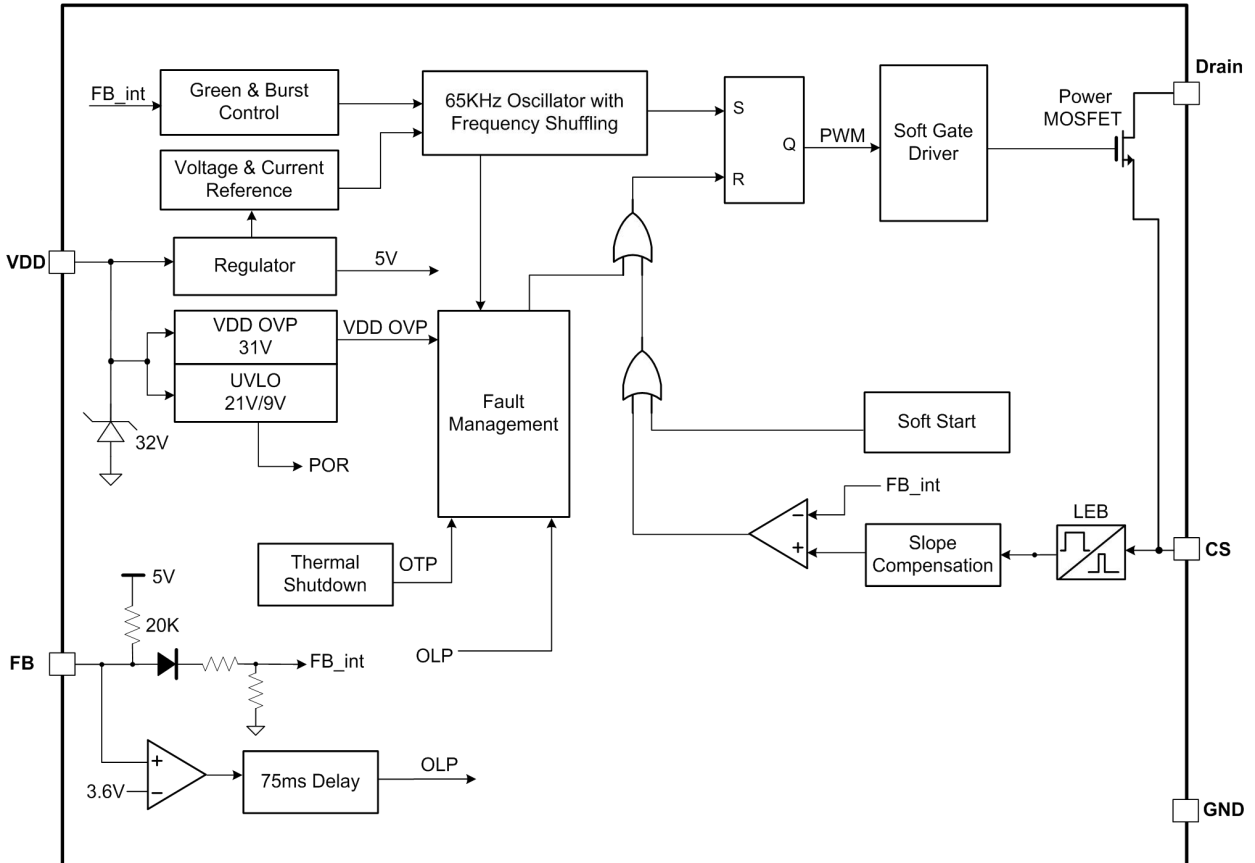 Drain
FB_int
Green & Burst
Control
65KHz Oscillator with
Frequency Shuffling
S
Q
R
PWM
Soft Gate
Driver
Power
MOSFET
Voltage & Current
Reference
VDD
Regulator
5V
VDD OVP
31V
VDD OVP
UVLO
21V/9V
32V
POR
Fault
Management
Soft Start
FB_int
LEB
−
+
Slope
Compensation
CS
Thermal
Shutdown
OTP
5V
20K
FB
FB_int
OLP
+
3.6V
−
75ms Delay
OLP
GND